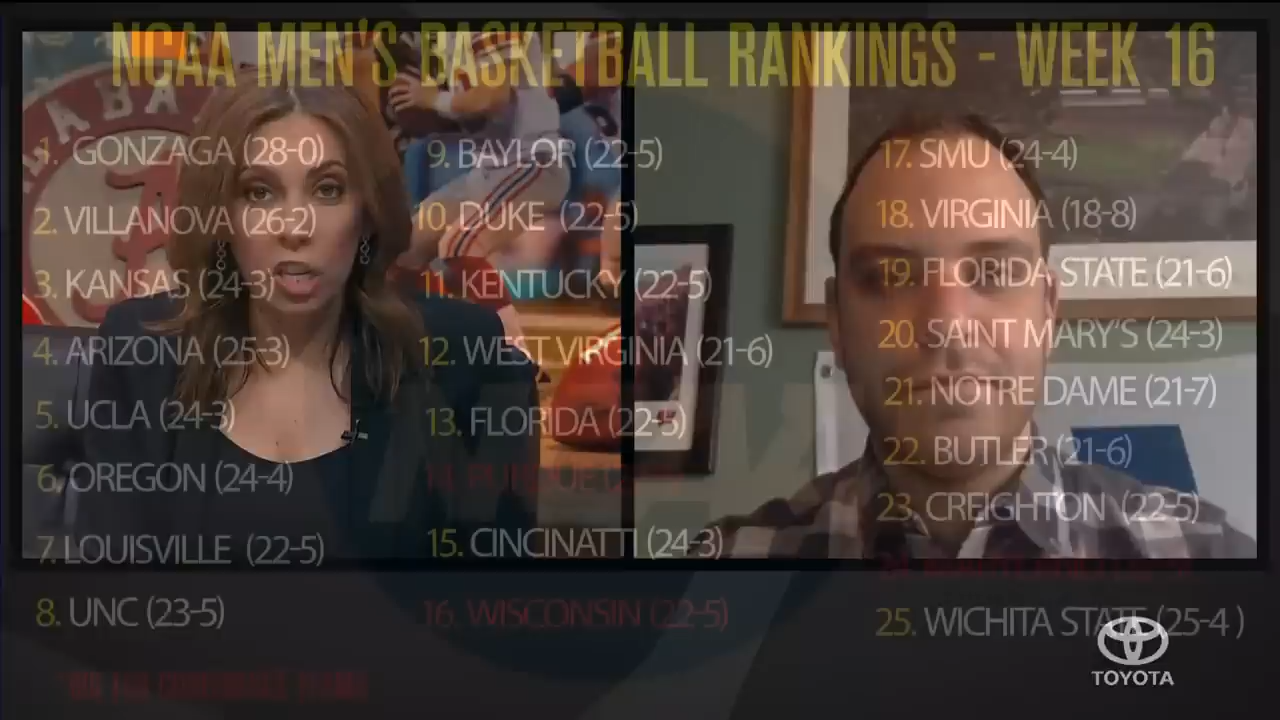 NCAA MEN'S BASKETBALL RANKINGS - WEEK 16
1. GONZAGA (28-0)
2. VILLANOVA (26-2)
3. KANSAS (24-3)
4. ARIZONA (25-3)
5. UCLA (24-3)
6. OREGON (24-4)
7. LOUISVILLE (22-5)
8. UNC (23-5)
9. BAYLOR (22-5)
10. DUKE (22-5)
11. KENTUCKY (22-5)
12. WEST VIRGINIA (21-6)
13. FLORIDA (22-5)
14. PURDUE
15. CINCINATTI (24-3)
16. WISCONSIN (22-5)
17. SMU (24-4)
18. VIRGINIA (18-8)
19. FLORIDA STATE (21-6)
20. SAINT MARY'S (24-3)
21. NOTRE DAME (21-7)
22. BUTLER (21-6)
23. CREIGHTON (22-5)
25. WICHITA STATE (25-4 )
TOYOTA